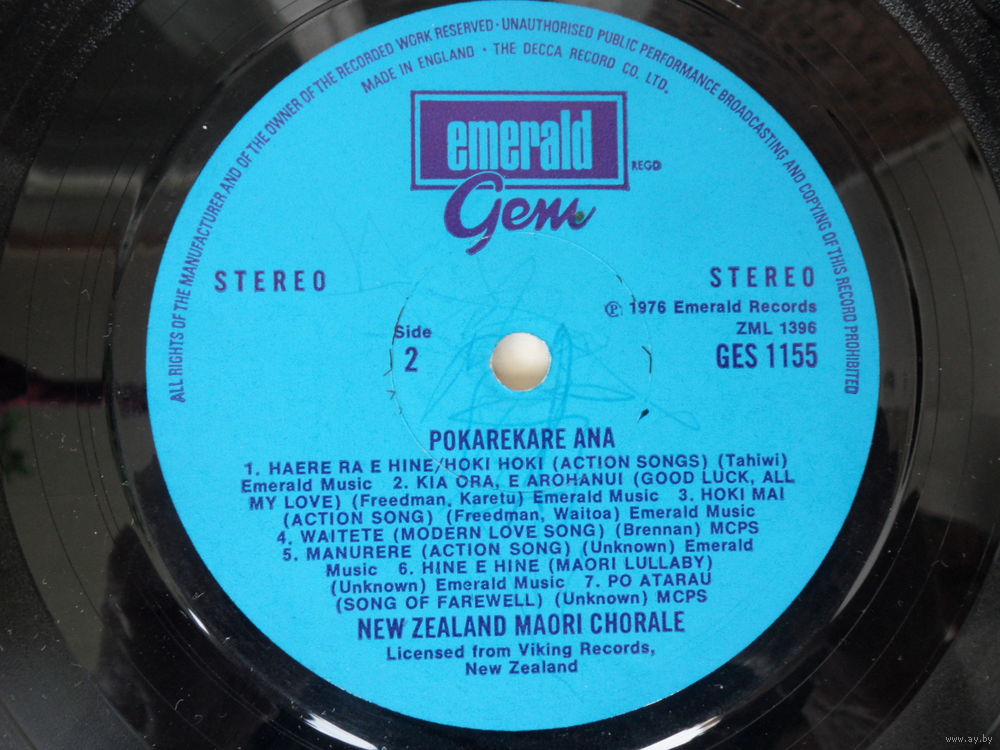 ALL RIGHTS OF THE MANUFACTURER AND OF THE OWNER OF THE RECORDED WORK RESERVED · UNAUTHORISED PUBLIC PERFORMANCE BROADCASTING AND COPYING OF THIS RECORD PROHIBITED
MADE IN ENGLAND · THE DECCA RECORD CO. LTD.
emerald
REGD
Gem
STEREO
STEREO
℗ 1976 Emerald Records
ZML 1396
Side
2
GES 1155
POKAREKARE ANA
1. HAERE RA E HINE/HOKI HOKI (ACTION SONGS) (Tahiwi)
Emerald Music 2. KIA ORA, E AROHANUI (GOOD LUCK, ALL
MY LOVE) (Freedman, Karetu) Emerald Music 3. HOKI MAI
(ACTION SONG) (Freedman, Waitoa) Emerald Music
4. WAITETE (MODERN LOVE SONG) (Brennan) MCPS
5. MANURERE (ACTION SONG) (Unknown) Emerald
Music 6. HINE E HINE (MAORI LULLABY)
(Unknown) Emerald Music 7. PO ATARAU
(SONG OF FAREWELL) (Unknown) MCPS
NEW ZEALAND MAORI CHORALE
Licensed from Viking Records,
New Zealand
www.ay.by